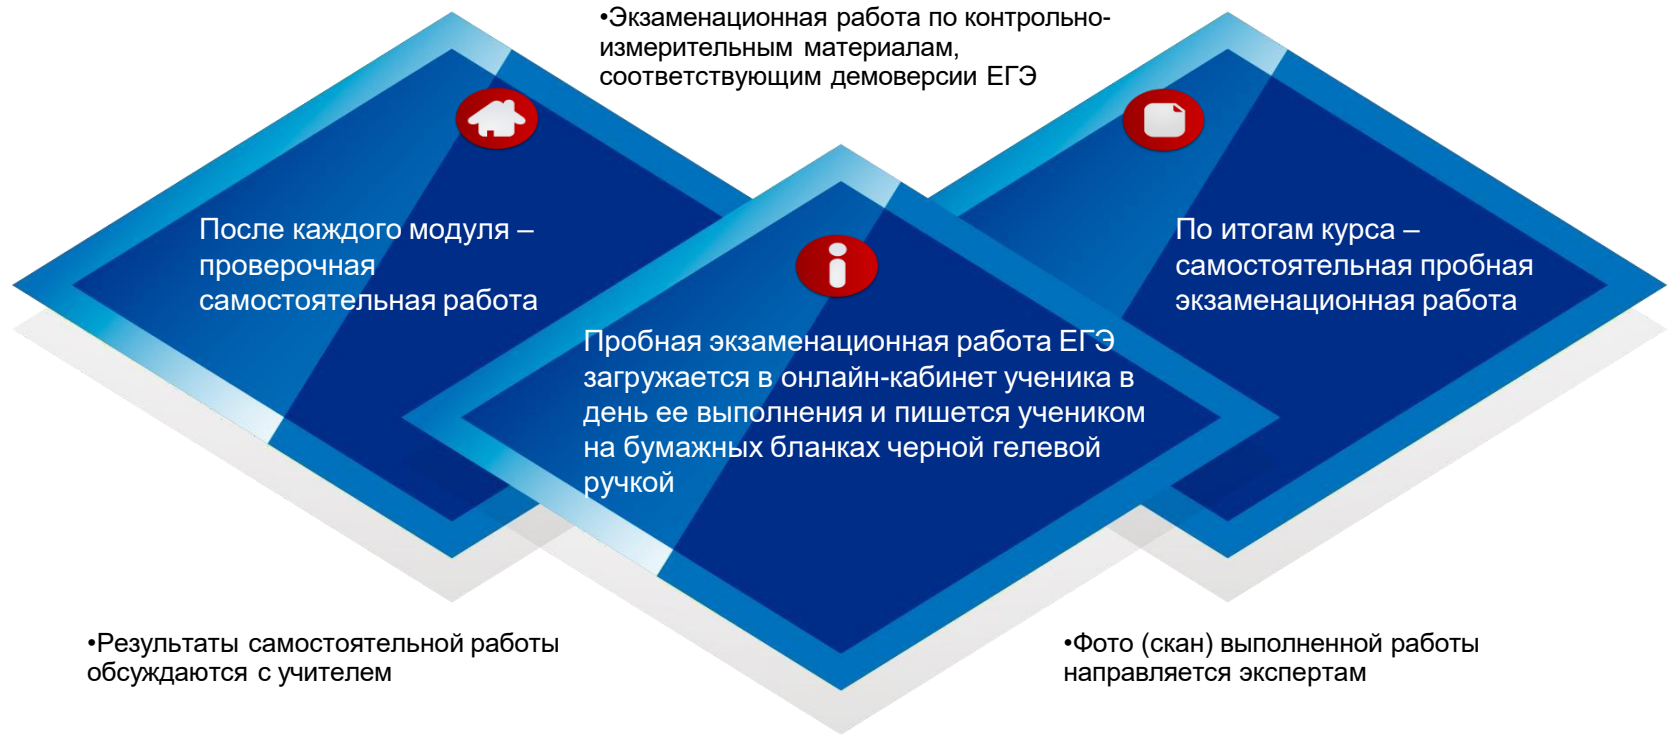 •Экзаменационная работа по контрольно-
измерительным материалам,
соответствующим демоверсии ЕГЭ
После каждого модуля –
проверочная
самостоятельная работа
Пробная экзаменационная работа ЕГЭ
загружается в онлайн-кабинет ученика в
день ее выполнения и пишется учеником
на бумажных бланках черной гелевой
ручкой
По итогам курса –
самостоятельная пробная
экзаменационная работа
•Результаты самостоятельной работы
обсуждаются с учителем
•Фото (скан) выполненной работы
направляется экспертам